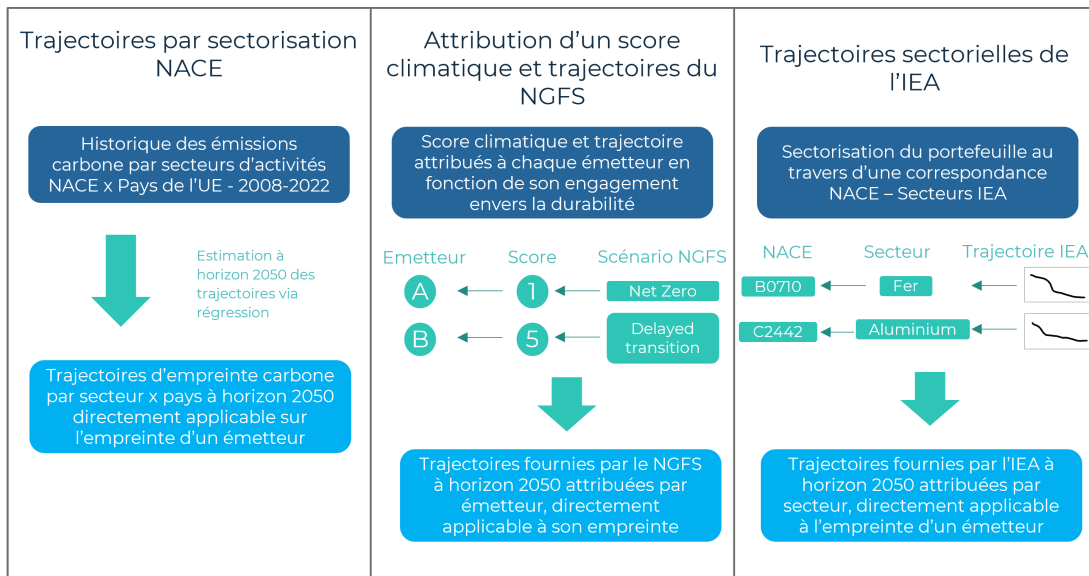 Trajectoires par sectorisation
NACE
Historique des émissions
carbone par secteurs d'activités
NACE x Pays de l'UE - 2008-2022
Estimation à
horizon 2050 des
trajectoires via
régression
Trajectoires d'empreinte carbone
par secteur x pays à horizon 2050
directement applicable sur
l'empreinte d'un émetteur
Attribution d'un score
climatique et trajectoires du
NGFS
Score climatique et trajectoire
attribués à chaque émetteur en
fonction de son engagement
envers la durabilité
Emetteur Score Scénario NGFS
A 1 Net Zero
B 5 Delayed
transition
Trajectoires fournies par le NGFS
à horizon 2050 attribuées par
émetteur, directement
applicable à son empreinte
Trajectoires sectorielles de
l'IEA
Sectorisation du portefeuille au
travers d'une correspondance
NACE – Secteurs IEA
NACE Secteur Trajectoire IEA
B0710 Fer
C2442 Aluminium
Trajectoires fournies par l'IEA à
horizon 2050 attribuées par
secteur, directement applicable
à l'empreinte d'un émetteur